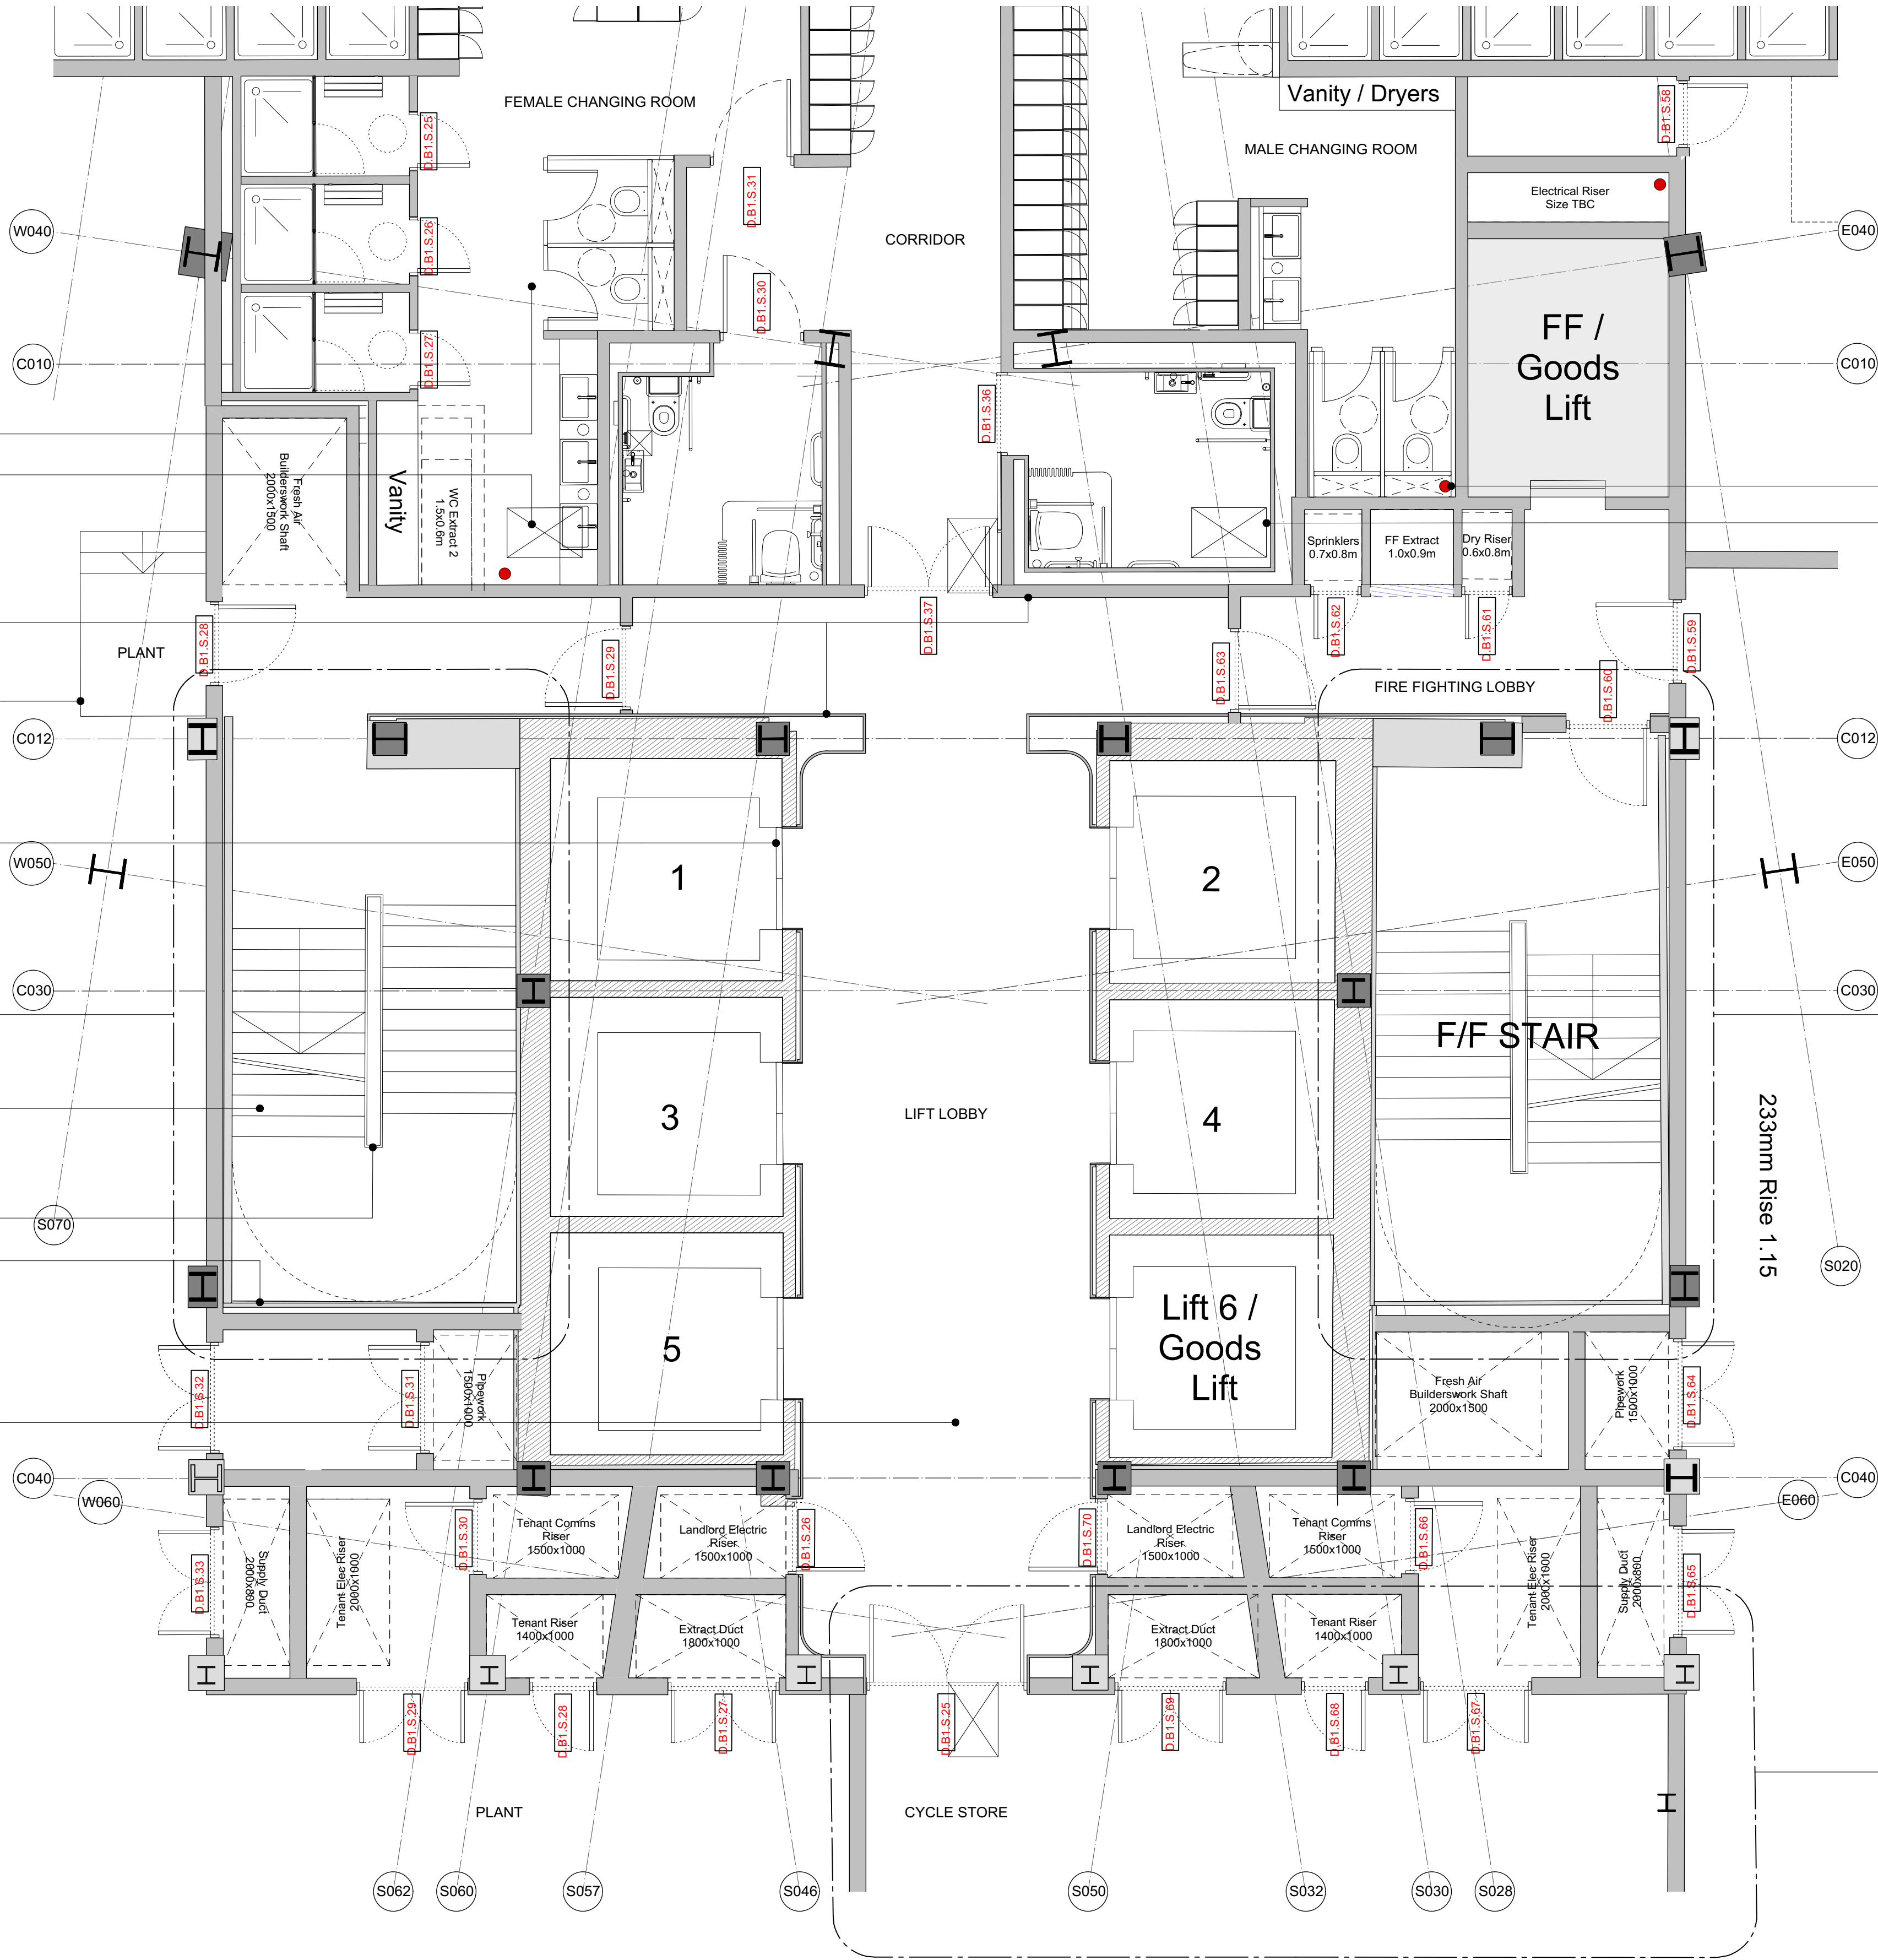 FEMALE CHANGING ROOM
Vanity / Dryers
D.B1.S.58
D.B1.S.25
MALE CHANGING ROOM
D.B1.S.31
Electrical Riser
Size TBC
W040
D.B1.S.26
CORRIDOR
E040
D.B1.S.30
FF /
Goods
Lift
C010
D.B1.S.27
D.B1.S.36
C010
Fresh Air
Builderswork Shaft
2000x1500
Vanity
WC Extract 2
1.5x0.6m
Sprinklers
0.7x0.8m
FF Extract
1.0x0.9m
Dry Riser
0.6x0.8m
PLANT
D.B1.S.28
D.B1.S.29
D.B1.S.37
D.B1.S.63
D.B1.S.62
D.B1.S.61
D.B1.S.59
FIRE FIGHTING LOBBY
D.B1.S.60
C012
C012
W050
1
2
E050
C030
C030
F/F STAIR
3
LIFT LOBBY
4
233mm Rise 1.15
S070
S020
5
Lift 6 /
Goods
Lift
D.B1.S.32
D.B1.S.31
Pipework
1500x1000
Fresh Air
Builderswork Shaft
2000x1500
Pipework
1500x1000
D.B1.S.64
C040
C040
W060
E060
D.B1.S.33
Supply Duct
2000x800
Tenant Elec Riser
2000x1000
D.B1.S.30
Tenant Comms
Riser
1500x1000
Landlord Electric
Riser
1500x1000
D.B1.S.26
D.B1.S.70
Landlord Electric
Riser
1500x1000
Tenant Comms
Riser
1500x1000
D.B1.S.66
Tenant Elec Riser
2000x1000
Supply Duct
2000x800
D.B1.S.65
Tenant Riser
1400x1000
Extract Duct
1800x1000
Extract Duct
1800x1000
Tenant Riser
1400x1000
D.B1.S.29
D.B1.S.28
D.B1.S.27
D.B1.S.25
D.B1.S.69
D.B1.S.68
D.B1.S.67
PLANT
CYCLE STORE
S062
S060
S057
S046
S050
S032
S030
S028